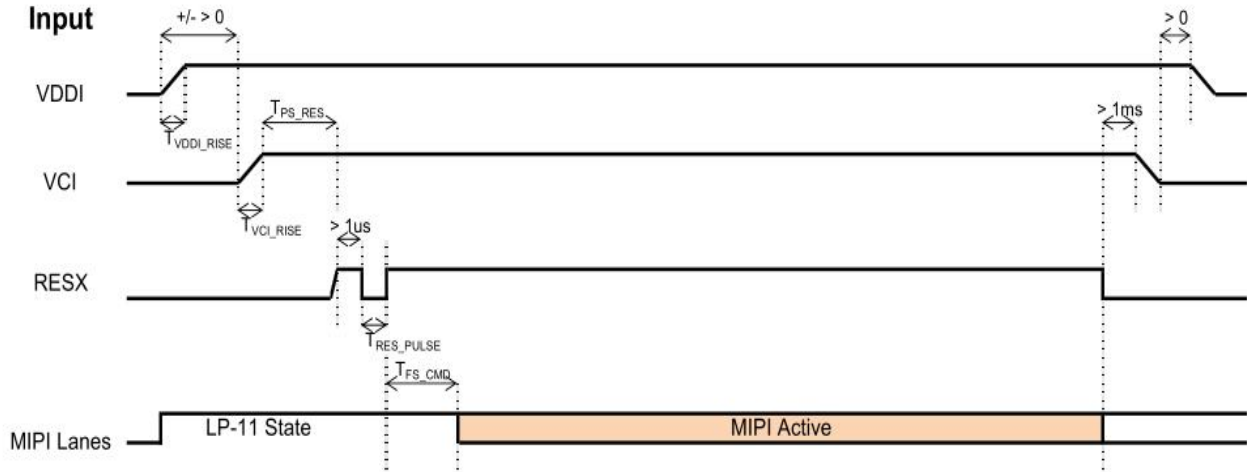 Input
+/- > 0
> 0
VDDI
T_VDDI_RISE
T_PS_RES
> 1ms
VCI
T_VCI_RISE
> 1us
RESX
T_RES_PULSE
T_FS_CMD
MIPI Lanes
LP-11 State
MIPI Active